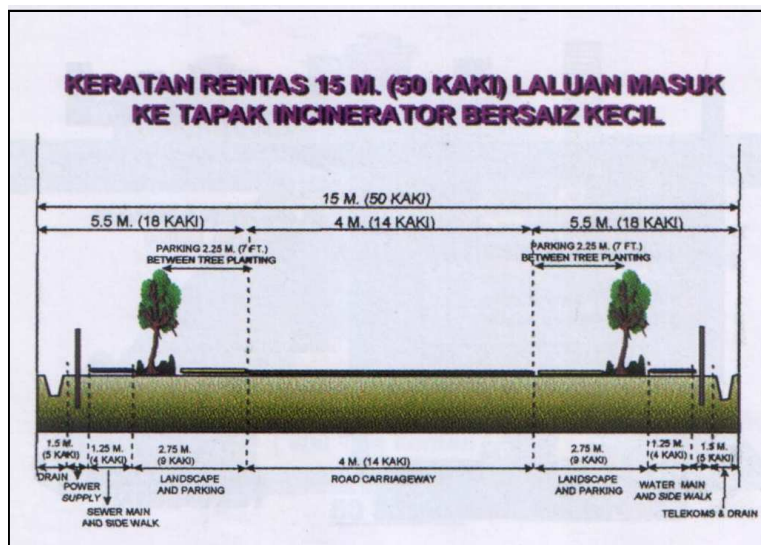 KERATAN RENTAS 15 M. (50 KAKI) LALUAN MASUK
KE TAPAK INCINERATOR BERSAIZ KECIL
15 M. (50 KAKI)
5.5 M. (18 KAKI)
4 M. (14 KAKI)
5.5 M. (18 KAKI)
PARKING 2.25 M. (7 FT.)
BETWEEN TREE PLANTING
PARKING 2.25 M. (7 FT.)
BETWEEN TREE PLANTING
1.5 M.
(5 KAKI)
DRAIN
POWER
SUPPLY
1.25 M.
(4 KAKI)
SEWER MAIN
AND SIDE WALK
2.75 M.
(9 KAKI)
LANDSCAPE
AND PARKING
4 M. (14 KAKI)
ROAD CARRIAGEWAY
2.75 M.
(9 KAKI)
LANDSCAPE
AND PARKING
1.25 M.
(4 KAKI)
WATER MAIN
AND SIDE WALK
1.5 M.
(5 KAKI)
TELEKOMS & DRAIN